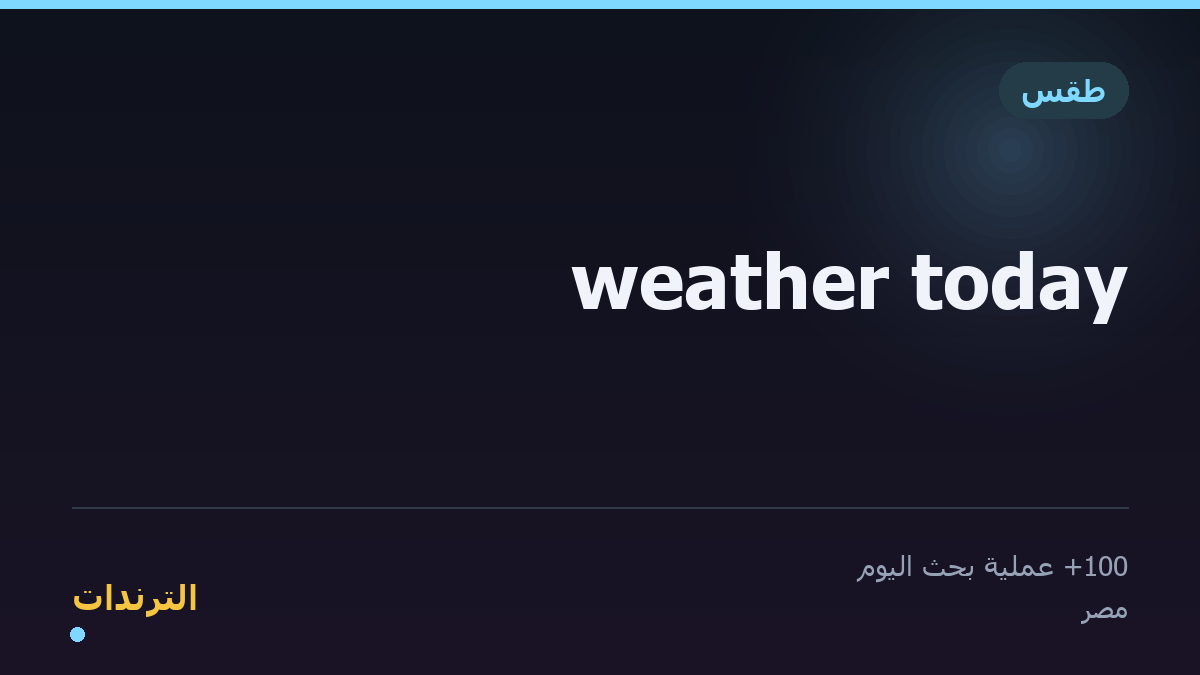 طقس
weather today
100+ عملية بحث اليوم
مصر
الترندات